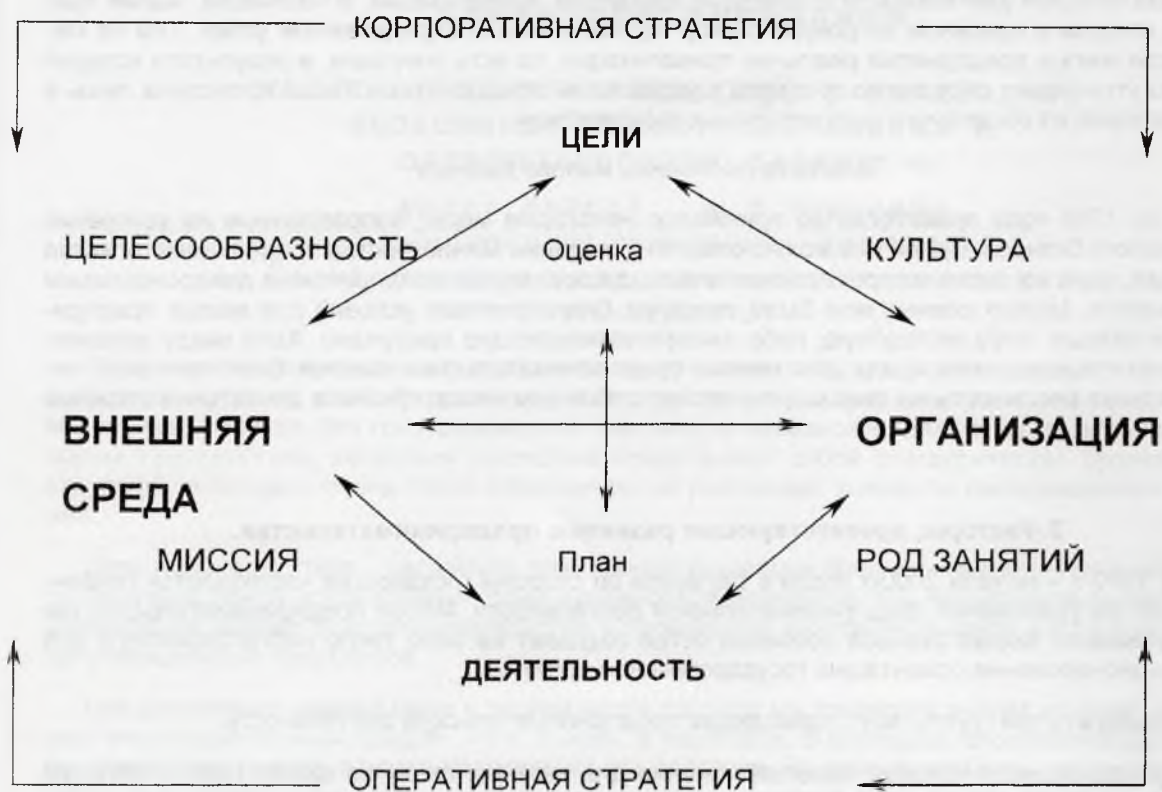 КОРПОРАТИВНАЯ СТРАТЕГИЯ
ЦЕЛИ
ЦЕЛЕСООБРАЗНОСТЬ Оценка КУЛЬТУРА
ВНЕШНЯЯ ОРГАНИЗАЦИЯ
СРЕДА
МИССИЯ План РОД ЗАНЯТИЙ
ДЕЯТЕЛЬНОСТЬ
ОПЕРАТИВНАЯ СТРАТЕГИЯ